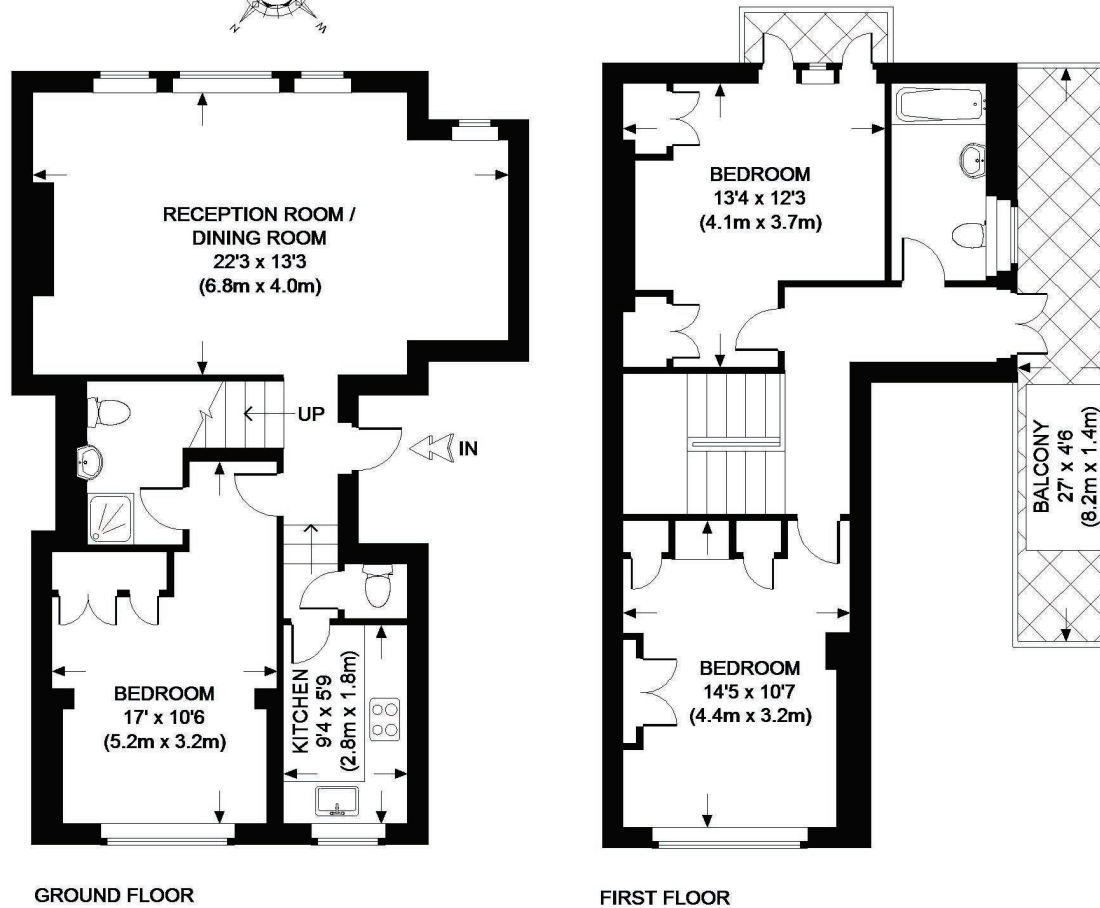 N
W
RECEPTION ROOM /
DINING ROOM
22'3 x 13'3
(6.8m x 4.0m)
UP
IN
BEDROOM
17' x 10'6
(5.2m x 3.2m)
KITCHEN
9'4 x 5'9
(2.8m x 1.8m)
GROUND FLOOR
BEDROOM
13'4 x 12'3
(4.1m x 3.7m)
BALCONY
27' x 4'6
(8.2m x 1.4m)
BEDROOM
14'5 x 10'7
(4.4m x 3.2m)
FIRST FLOOR